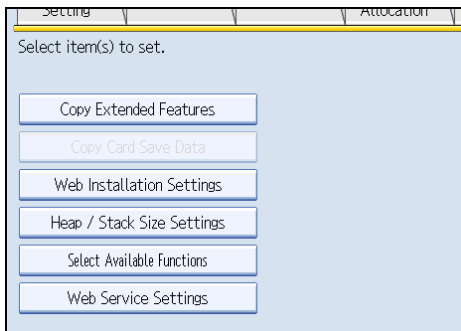 Setting
Allocation
Select item(s) to set.
Copy Extended Features
Copy Card Save Data
Web Installation Settings
Heap / Stack Size Settings
Select Available Functions
Web Service Settings